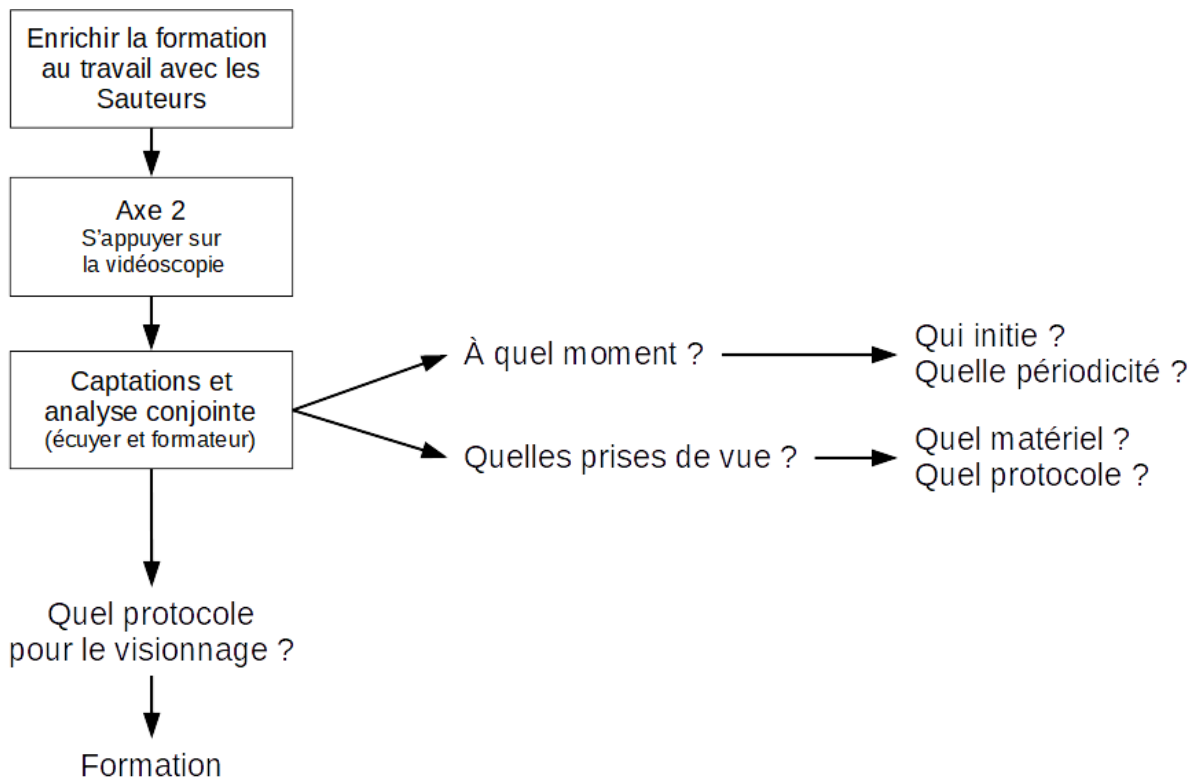 Enrichir la formation
au travail avec les
Sauteurs
Axe 2
S'appuyer sur
la vidéoscopie
Captations et
analyse conjointe
(écuyer et formateur)
À quel moment ?
Qui initie ?
Quelle périodicité ?
Quelles prises de vue ?
Quel matériel ?
Quel protocole ?
Quel protocole
pour le visionnage ?
Formation